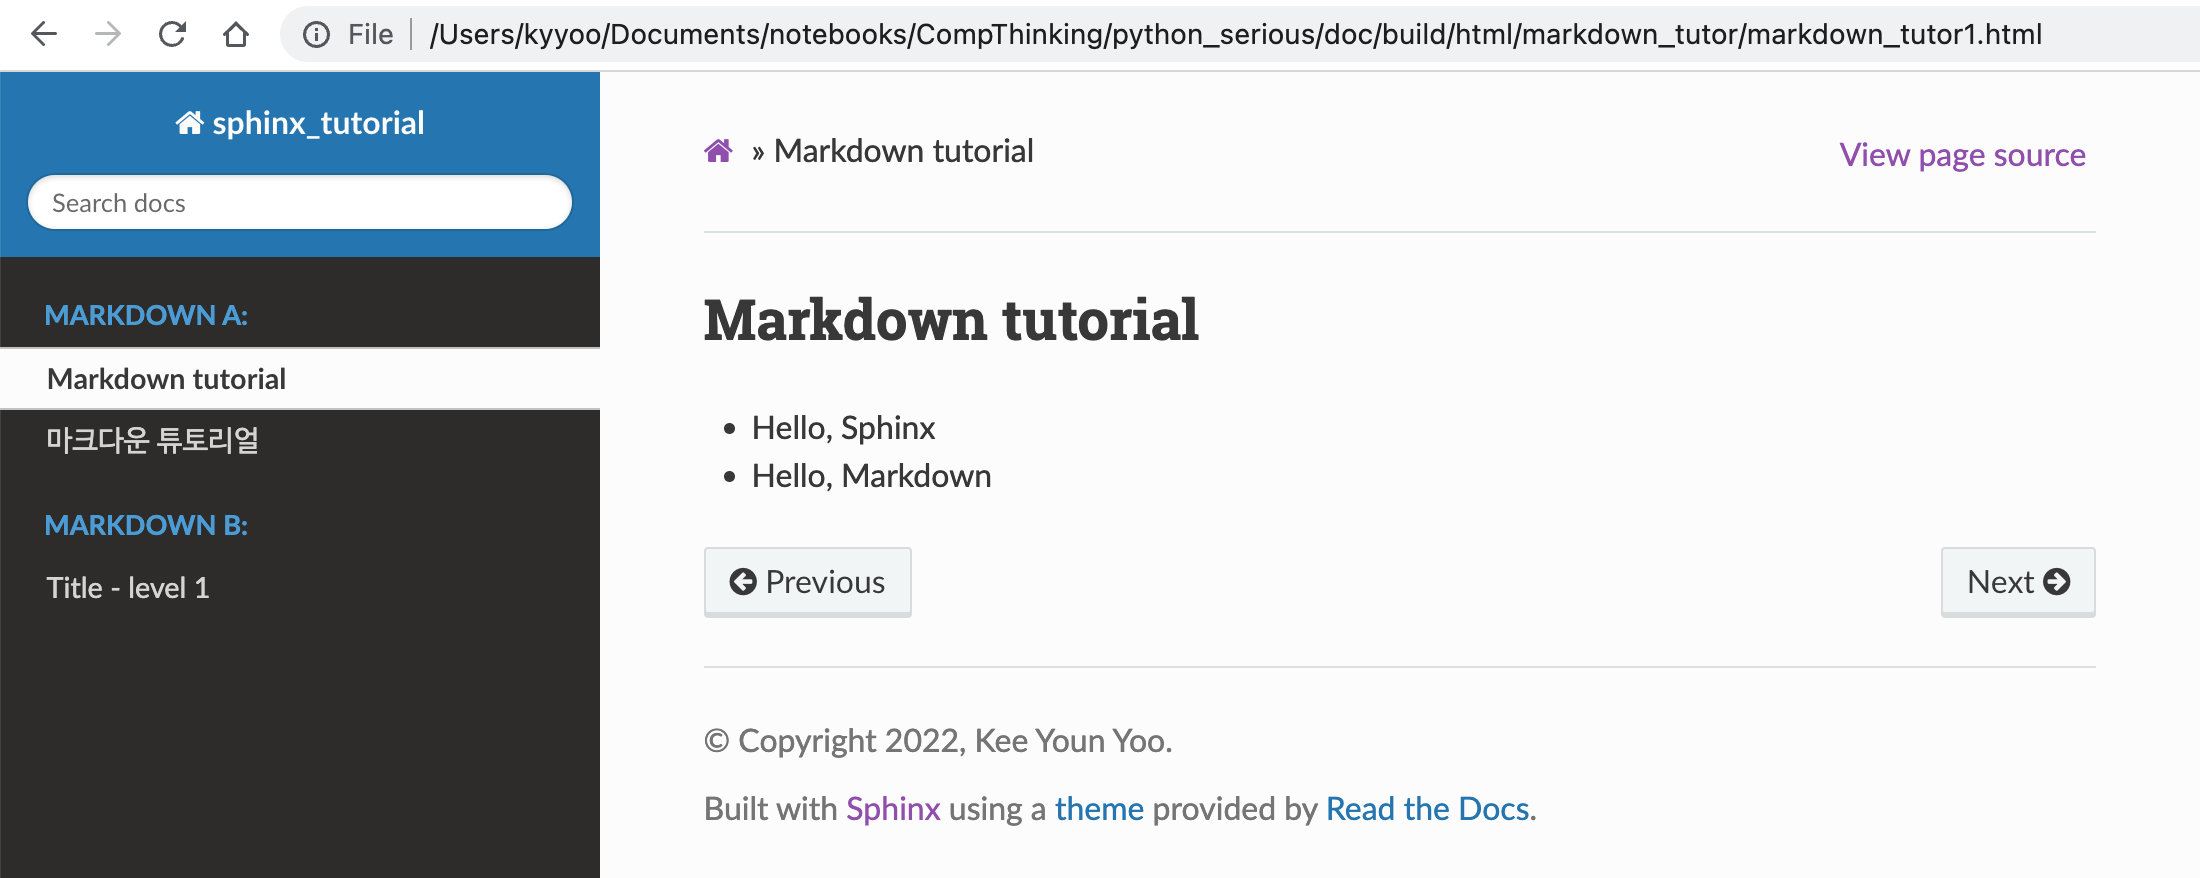 File /Users/kyyoo/Documents/notebooks/CompThinking/python_serious/doc/build/html/markdown_tutor/markdown_tutor1.html
sphinx_tutorial
Search docs
MARKDOWN A:
Markdown tutorial
마크다운 튜토리얼
MARKDOWN B:
Title - level 1
» Markdown tutorial
View page source
Markdown tutorial
• Hello, Sphinx
• Hello, Markdown
Previous
Next
© Copyright 2022, Kee Youn Yoo.
Built with Sphinx using a theme provided by Read the Docs.